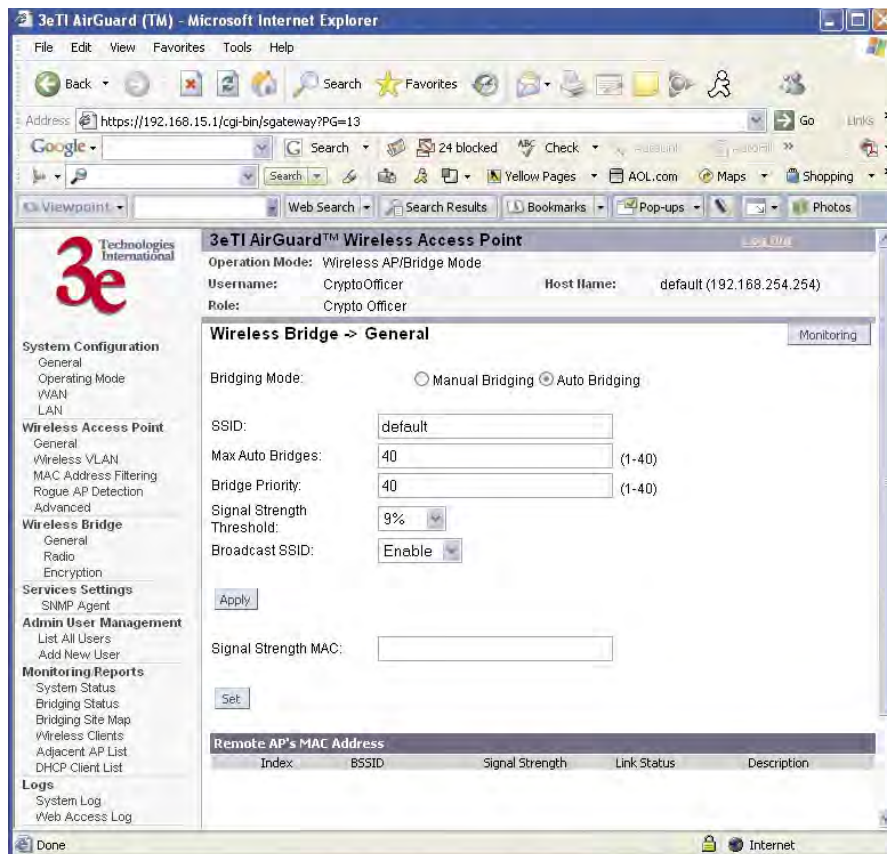 3eTI AirGuard (TM) - Microsoft Internet Explorer
File Edit View Favorites Tools Help
Back Search Favorites
Address https://192.168.15.1/cgi-bin/sgateway?PG=13 Go Links
Google Search 24 blocked ABC Check
Search Yellow Pages AOL.com Maps Shopping
Viewpoint Web Search Search Results Bookmarks Pop-ups Photos
3e Technologies International
3eTI AirGuard™ Wireless Access Point Log Out
Operation Mode: Wireless AP/Bridge Mode
Username: CryptoOfficer Host Name: default (192.168.254.254)
Role: Crypto Officer
System Configuration
General
Operating Mode
WAN
LAN
Wireless Access Point
General
Wireless VLAN
MAC Address Filtering
Rogue AP Detection
Advanced
Wireless Bridge
General
Radio
Encryption
Services Settings
SNMP Agent
Admin User Management
List All Users
Add New User
Monitoring/Reports
System Status
Bridging Status
Bridging Site Map
Wireless Clients
Adjacent AP List
DHCP Client List
Logs
System Log
Web Access Log
Wireless Bridge -> General Monitoring
Bridging Mode: Manual Bridging Auto Bridging
SSID: default
Max Auto Bridges: 40 (1-40)
Bridge Priority: 40 (1-40)
Signal Strength Threshold: 9%
Broadcast SSID: Enable
Apply
Signal Strength MAC:
Set
Remote AP's MAC Address
Index BSSID Signal Strength Link Status Description
Done Internet